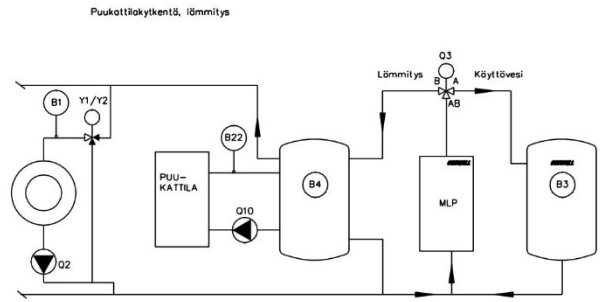 Puukattilakytkentä, lämmitys
Q3
B A
Lämmitys
Käyttövesi
AB
B1
Y1/Y2
B22
PUU-
KATTILA
B4
MLP
B3
Q10
Q2